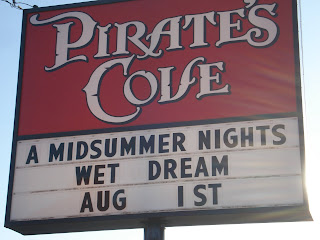 PIRATE'S
COVE
A MIDSUMMER NIGHTS
WET DREAM
AUG 1ST